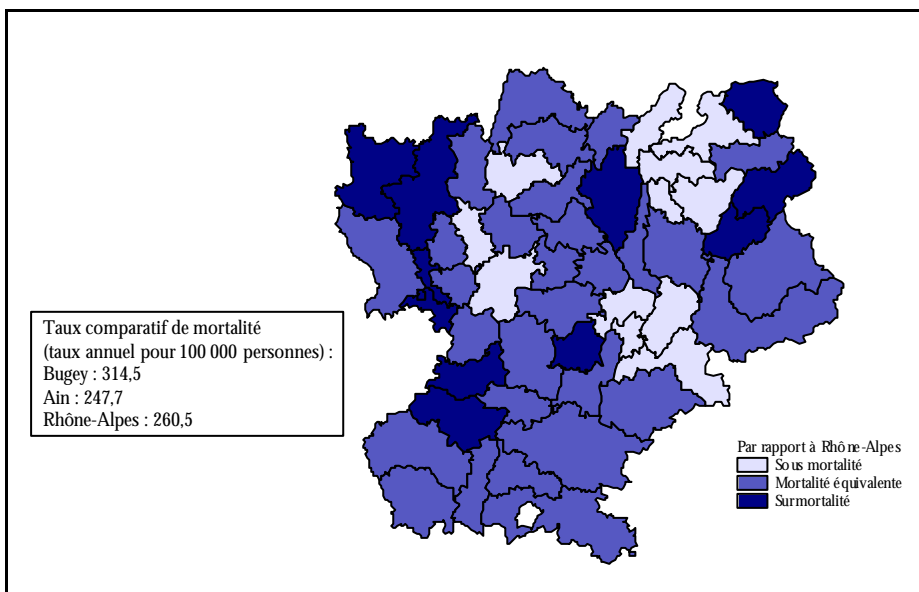 Taux comparatif de mortalité
(taux annuel pour 100 000 personnes) :
Bugey : 314,5
Ain : 247,7
Rhône-Alpes : 260,5
Par rapport à Rhône-Alpes
Sous mortalité
Mortalité équivalente
Surmortalité